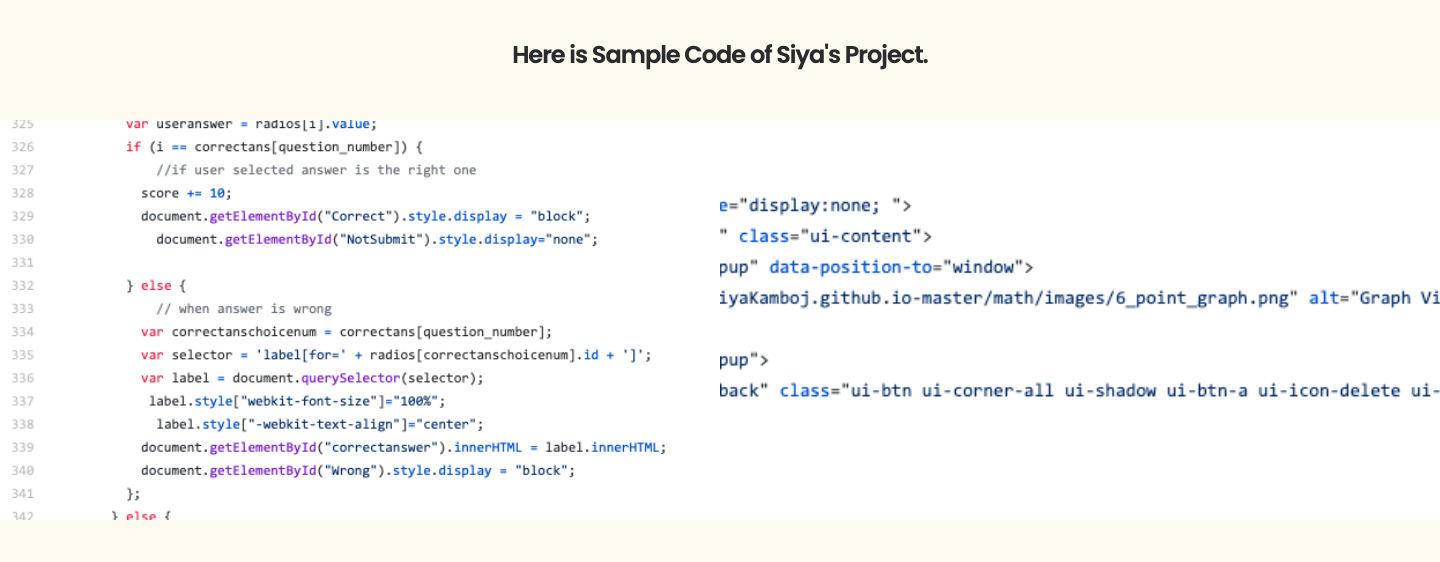 Here is Sample Code of Siya's Project.
325 var useranswer = radios[i].value;
326 if (i == correctans[question_number]) {
327 //if user selected answer is the right one
328 score += 10;
329 document.getElementById("Correct").style.display = "block";
330 document.getElementById("NotSubmit").style.display="none";
331
332 } else {
333 // when answer is wrong
334 var correctanschoicenum = correctans[question_number];
335 var selector = 'label[for=' + radios[correctanschoicenum].id + ']';
336 var label = document.querySelector(selector);
337 label.style["webkit-font-size"]="100%";
338 label.style["-webkit-text-align"]="center";
339 document.getElementById("correctanswer").innerHTML = label.innerHTML;
340 document.getElementById("Wrong").style.display = "block";
341 };
342 } else {
e="display:none; ">
" class="ui-content">
pup" data-position-to="window">
iyaKamboj.github.io-master/math/images/6_point_graph.png" alt="Graph Vi
pup">
back" class="ui-btn ui-corner-all ui-shadow ui-btn-a ui-icon-delete ui-